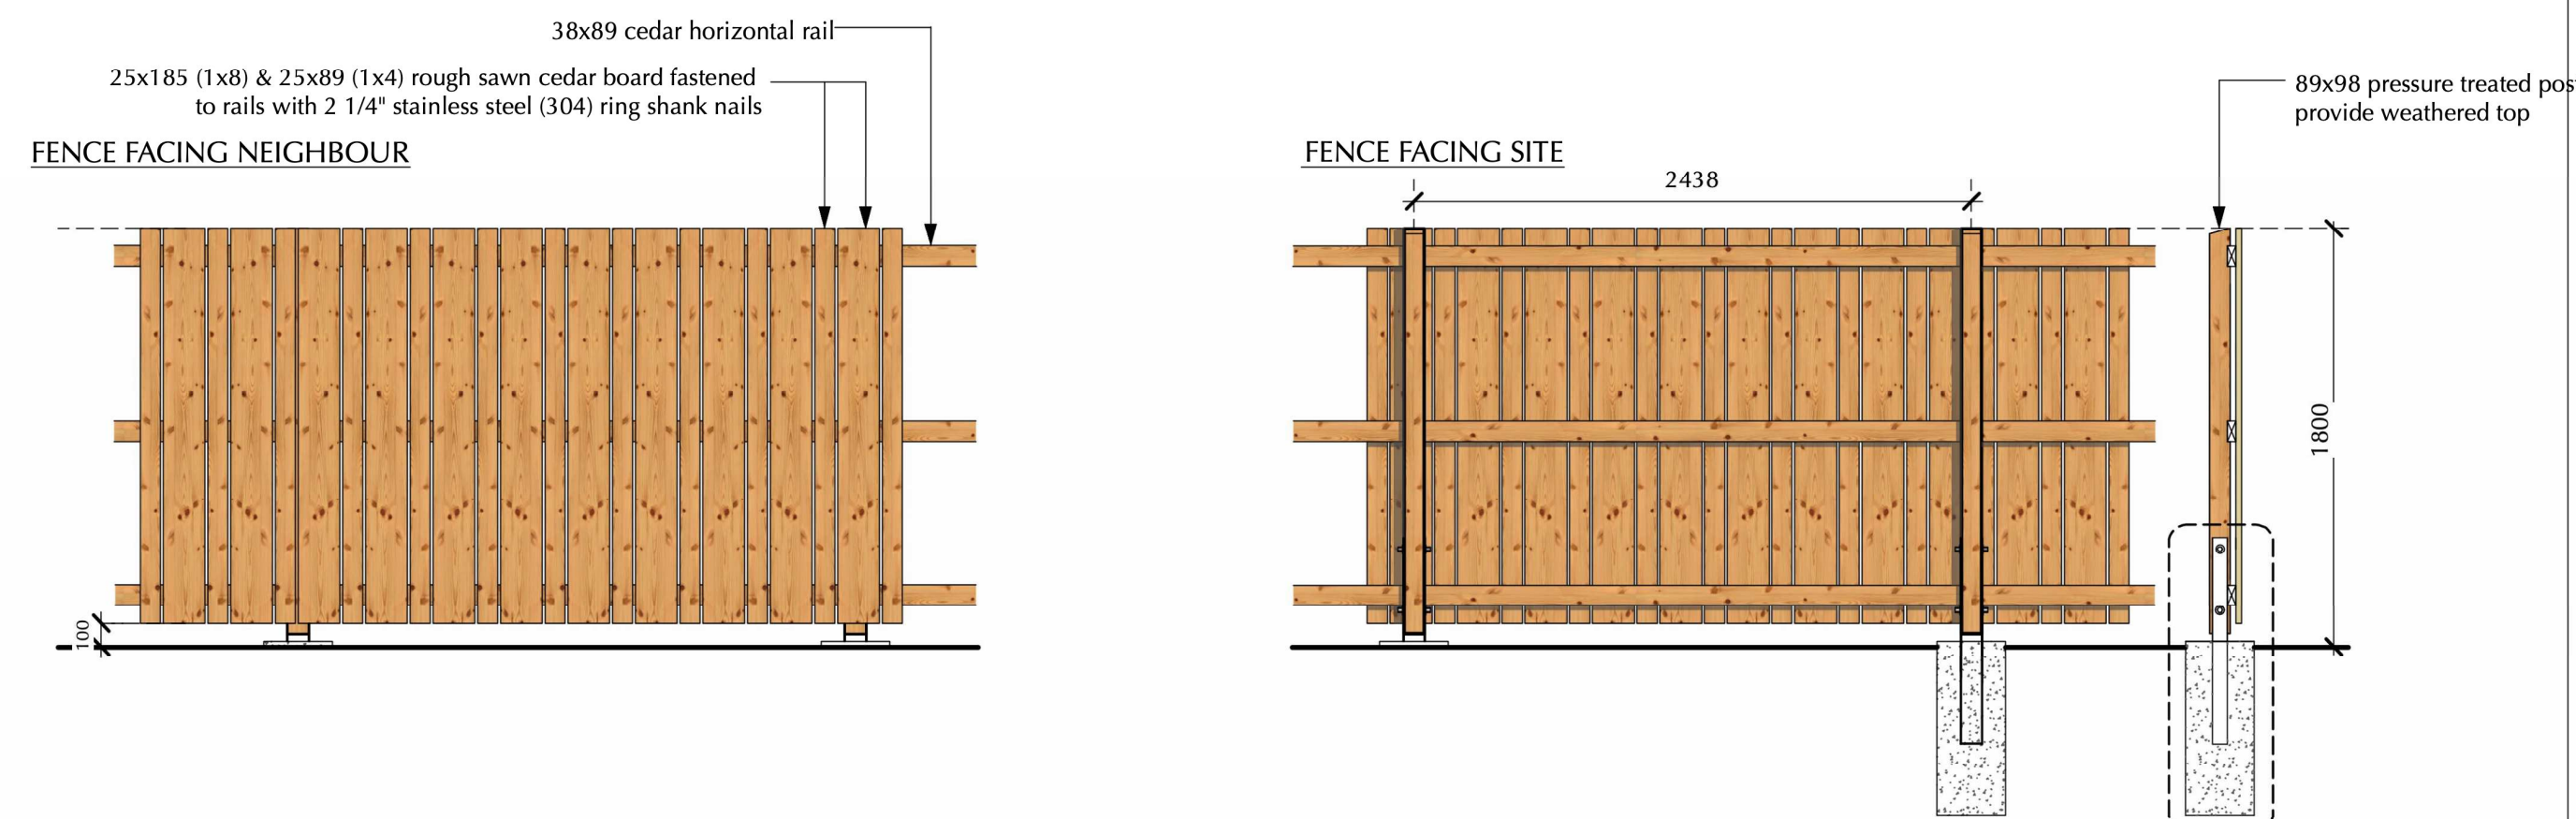 38x89 cedar horizontal rail
25x185 (1x8) & 25x89 (1x4) rough sawn cedar board fastened
to rails with 2 1/4" stainless steel (304) ring shank nails
FENCE FACING NEIGHBOUR
100
FENCE FACING SITE
2438
89x98 pressure treated pos
provide weathered top
1800